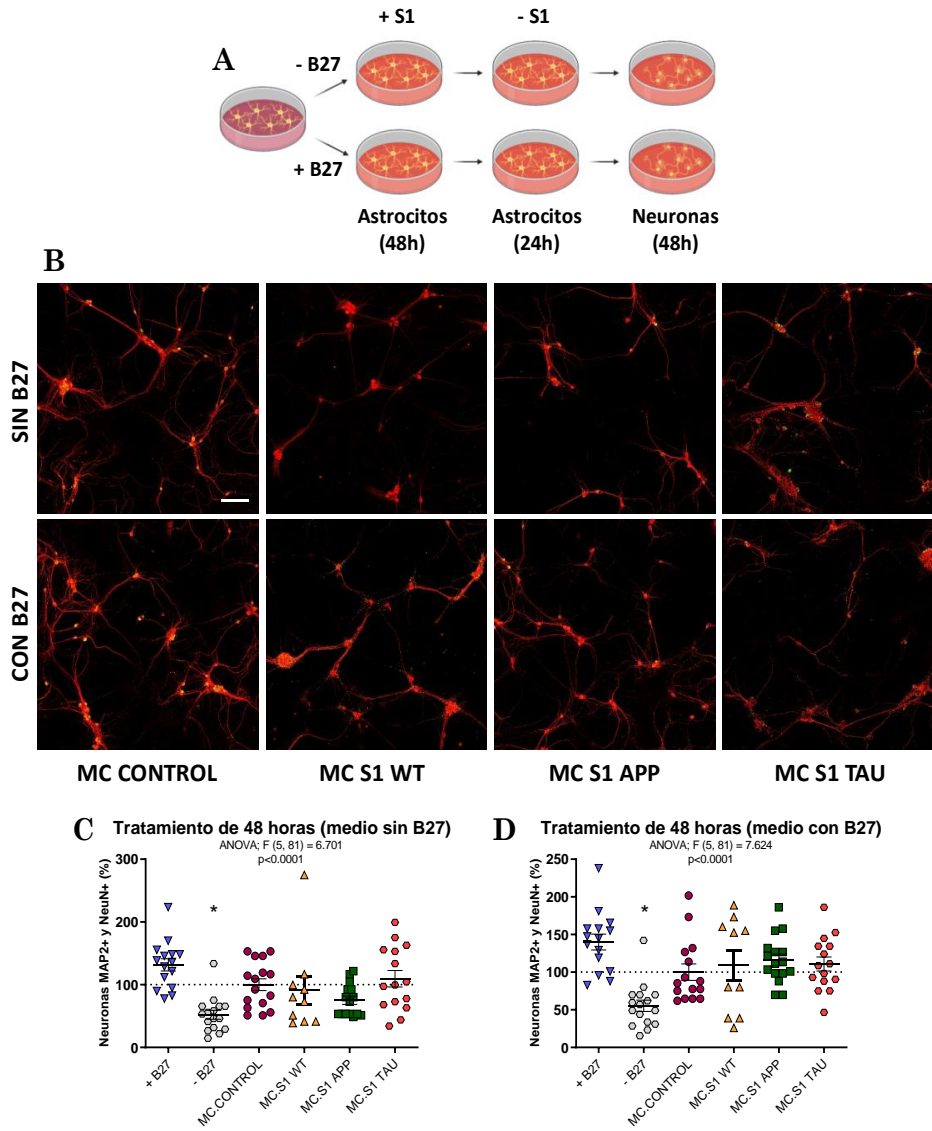 + S1
- S1
A
- B27
+ B27
Astrocitos
(48h)
Astrocitos
(24h)
Neuronas
(48h)
B
SIN B27
CON B27
MC CONTROL
MC S1 WT
MC S1 APP
MC S1 TAU
C
Tratamiento de 48 horas (medio sin B27)
ANOVA; F (5, 81) = 6.701
p<0.0001
Neuronas MAP2+ y NeuN+ (%)
300
200
100
0
*
+ B27
- B27
MC.CONTROL
MC.S1 WT
MC.S1 APP
MC.S1 TAU
D
Tratamiento de 48 horas (medio con B27)
ANOVA; F (5, 81) = 7.624
p<0.0001
Neuronas MAP2+ y NeuN+ (%)
250
200
150
100
50
0
*
+ B27
- B27
MC.CONTROL
MC.S1 WT
MC.S1 APP
MC.S1 TAU